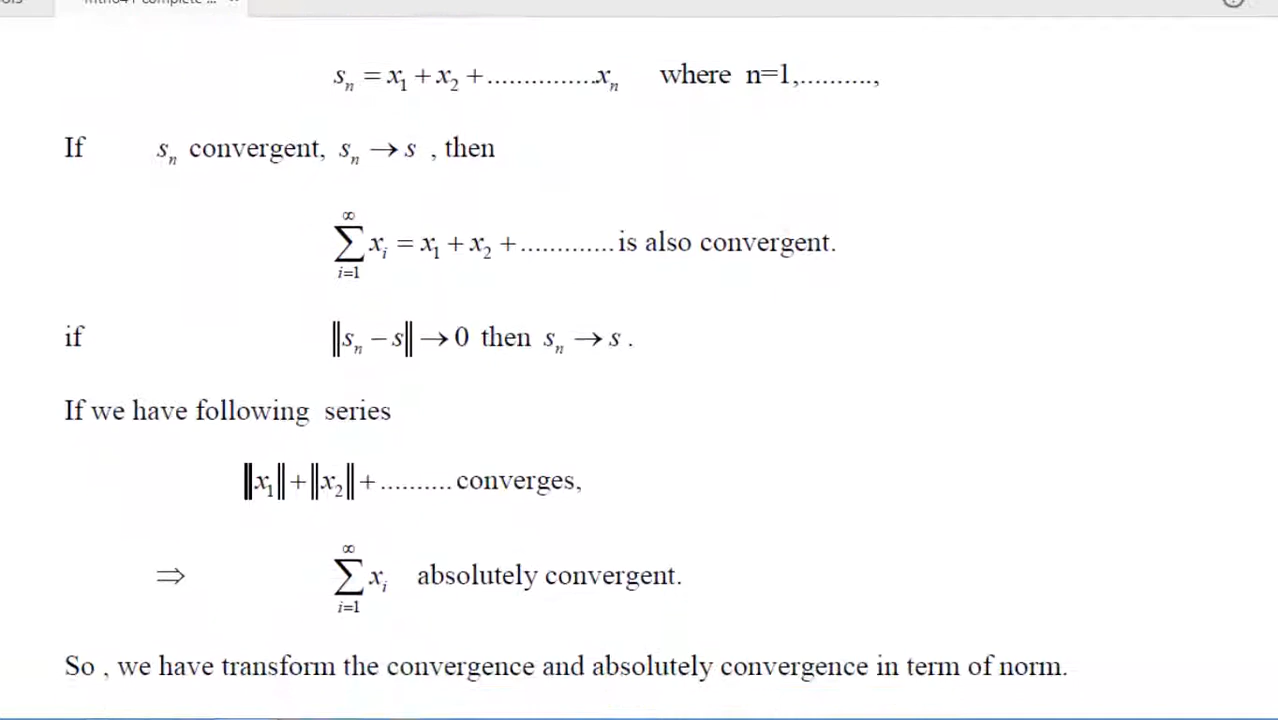 s_n = x_1 + x_2 + ...............x_n where n=1,..........,
If s_n convergent, s_n → s , then
∑_{i=1}^{∞} x_i = x_1 + x_2 + .............is also convergent.
if ‖s_n − s‖ → 0 then s_n → s .
If we have following series
‖x_1‖ + ‖x_2‖ + .......... converges,
⇒ ∑_{i=1}^{∞} x_i absolutely convergent.
So , we have transform the convergence and absolutely convergence in term of norm.